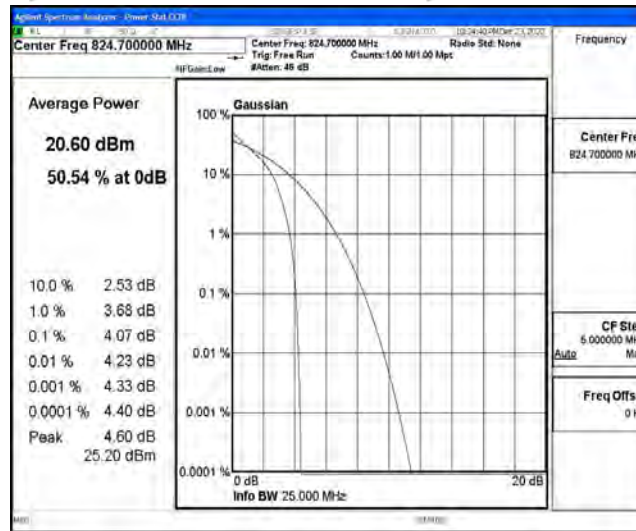 Agilent Spectrum Analyzer - Power Stat CCDF
Center Freq 824.700000 MHz
Center Freq: 824.700000 MHz
Radio Std: None
Trig: Free Run
Counts:1.00 M/1.00 Mpt
#IFGain:Low
#Atten: 46 dB
Frequency
Average Power
20.60 dBm
50.54 % at 0dB
10.0 % 2.53 dB
1.0 % 3.68 dB
0.1 % 4.07 dB
0.01 % 4.23 dB
0.001 % 4.33 dB
0.0001 % 4.40 dB
Peak 4.60 dB
25.20 dBm
Gaussian
100 %
10 %
1 %
0.1 %
0.01 %
0.001 %
0.0001 %
0 dB
20 dB
Info BW 25.000 MHz
Center Fre
824.700000 MH
CF Ste
5.000000 MH
Auto Ma
Freq Offs
0 H